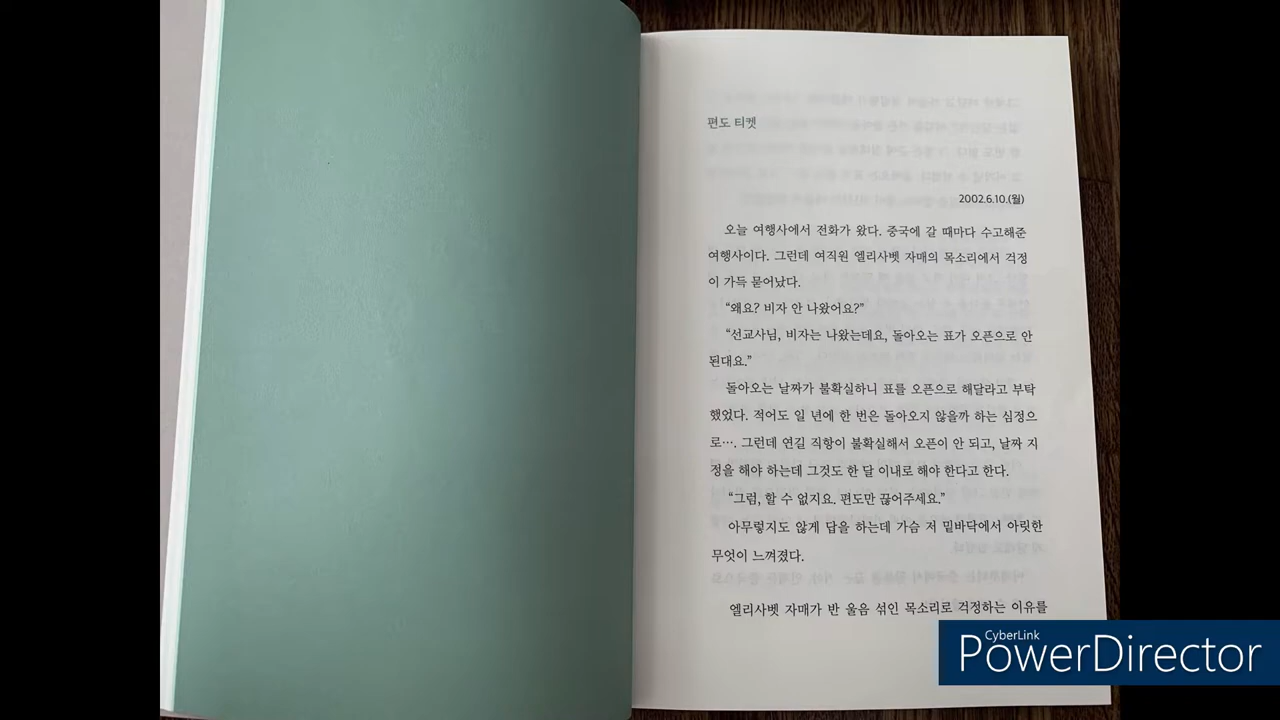 편도 티켓
2002.6.10.(월)
오늘 여행사에서 전화가 왔다. 중국에 갈 때마다 수고해준
여행사이다. 그런데 여직원 엘리사벳 자매의 목소리에서 걱정
이 가득 묻어났다.
“왜요? 비자 안 나왔어요?”
“선교사님, 비자는 나왔는데요, 돌아오는 표가 오픈으로 안
된대요.”
돌아오는 날짜가 불확실하니 표를 오픈으로 해달라고 부탁
했었다. 적어도 일 년에 한 번은 돌아오지 않을까 하는 심정으
로…. 그런데 연길 직항이 불확실해서 오픈이 안 되고, 날짜 지
정을 해야 하는데 그것도 한 달 이내로 해야 한다고 한다.
“그럼, 할 수 없지요. 편도만 끊어주세요.”
아무렇지도 않게 답을 하는데 가슴 저 밑바닥에서 아릿한
무엇이 느껴졌다.
엘리사벳 자매가 반 울음 섞인 목소리로 걱정하는 이유를
CyberLink
PowerDirector